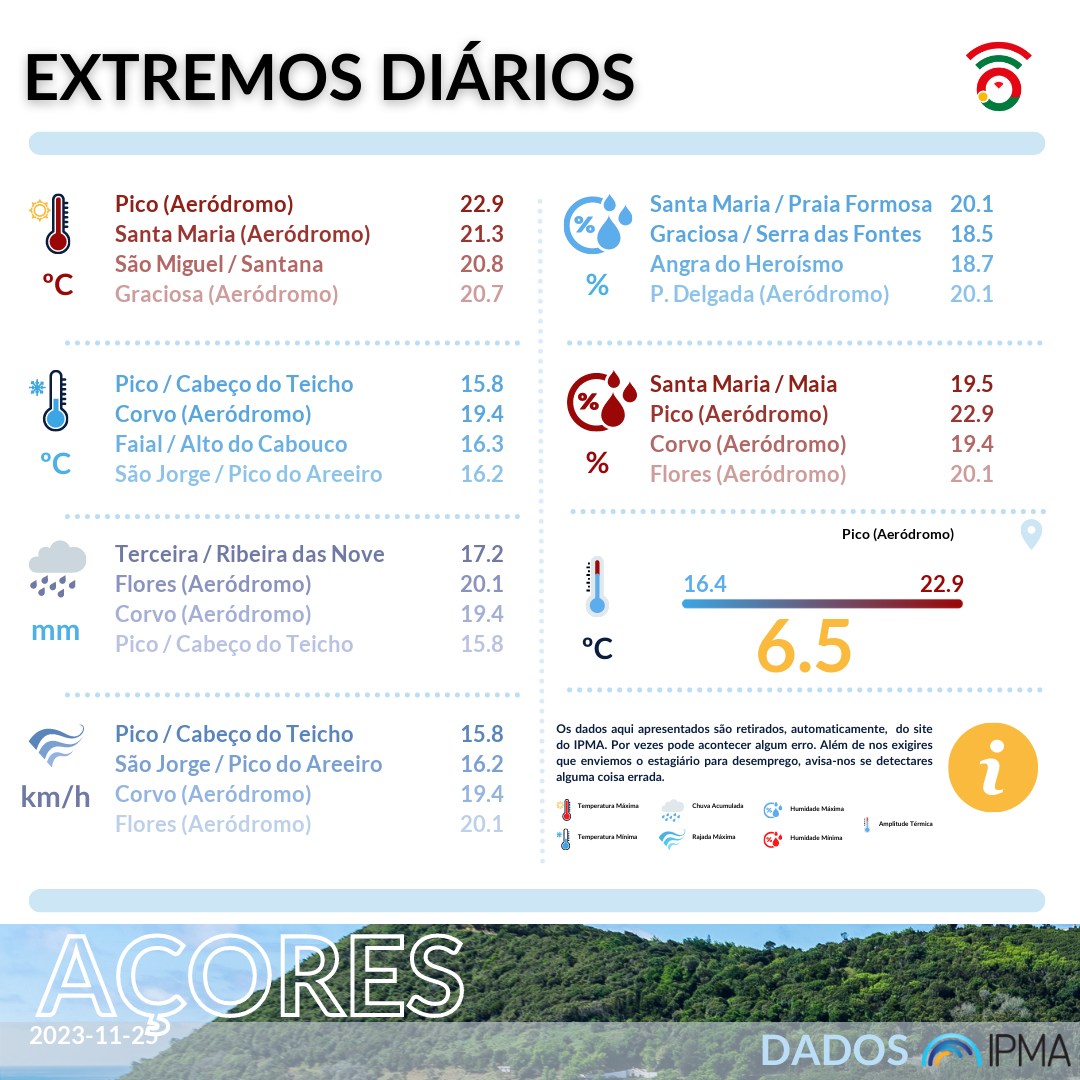 EXTREMOS DIÁRIOS
Pico (Aeródromo) 22.9
Santa Maria (Aeródromo) 21.3
São Miguel / Santana 20.8
Graciosa (Aeródromo) 20.7
ºC
Pico / Cabeço do Teicho 15.8
Corvo (Aeródromo) 19.4
Faial / Alto do Cabouco 16.3
São Jorge / Pico do Areeiro 16.2
ºC
Terceira / Ribeira das Nove 17.2
Flores (Aeródromo) 20.1
Corvo (Aeródromo) 19.4
Pico / Cabeço do Teicho 15.8
mm
Pico / Cabeço do Teicho 15.8
São Jorge / Pico do Areeiro 16.2
Corvo (Aeródromo) 19.4
Flores (Aeródromo) 20.1
km/h
%
Santa Maria / Praia Formosa 20.1
Graciosa / Serra das Fontes 18.5
Angra do Heroísmo 18.7
P. Delgada (Aeródromo) 20.1
%
%
Santa Maria / Maia 19.5
Pico (Aeródromo) 22.9
Corvo (Aeródromo) 19.4
Flores (Aeródromo) 20.1
%
Pico (Aeródromo)
16.4 22.9
6.5
ºC
Os dados aqui apresentados são retirados, automaticamente, do site
do IPMA. Por vezes pode acontecer algum erro. Além de nos exigires
que enviemos o estagiário para desemprego, avisa-nos se detectares
alguma coisa errada.
i
Temperatura Máxima Chuva Acumulada Humidade Máxima
Amplitude Térmica
Temperatura Mínima Rajada Máxima Humidade Mínima
AÇORES
2023-11-25
DADOS IPMA